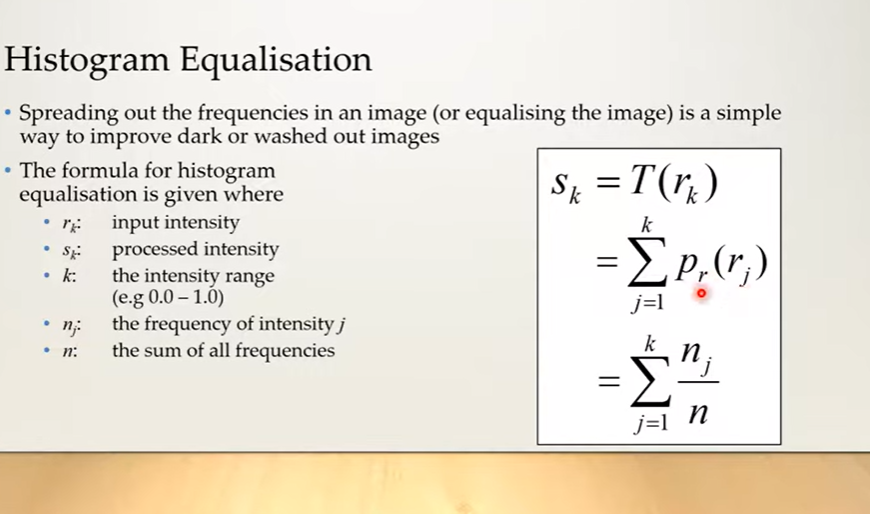 Histogram Equalisation
• Spreading out the frequencies in an image (or equalising the image) is a simple
way to improve dark or washed out images
• The formula for histogram
equalisation is given where
• rₖ: input intensity
• sₖ: processed intensity
• k: the intensity range
(e.g 0.0 – 1.0)
• nⱼ: the frequency of intensity j
• n: the sum of all frequencies
sₖ = T(rₖ)
= ∑ⱼ₌₁ᵏ pᵣ(rⱼ)
= ∑ⱼ₌₁ᵏ nⱼ/n